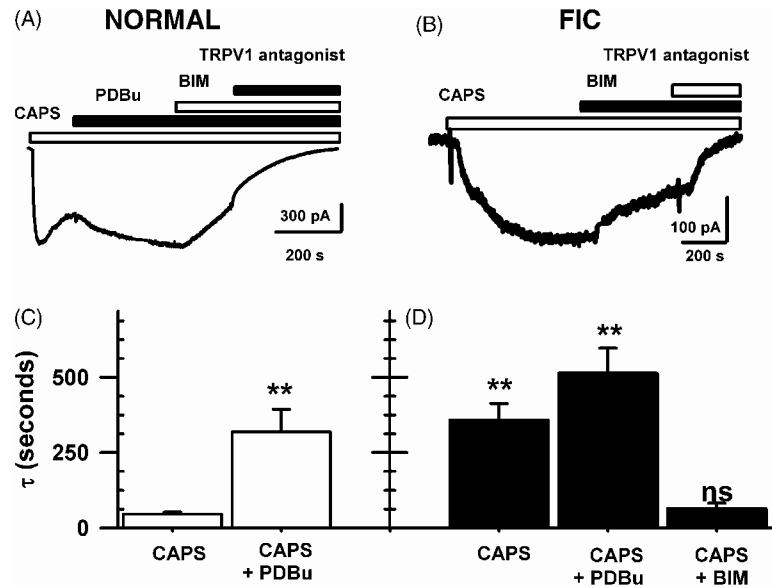 (A) NORMAL
TRPV1 antagonist
BIM
PDBu
CAPS
300 pA
200 s
(B) FIC
TRPV1 antagonist
BIM
CAPS
100 pA
200 s
(C)
τ (seconds)
500
250
0
**
CAPS
CAPS
+ PDBu
(D)
**
**
ns
CAPS
CAPS
+ PDBu
CAPS
+ BIM